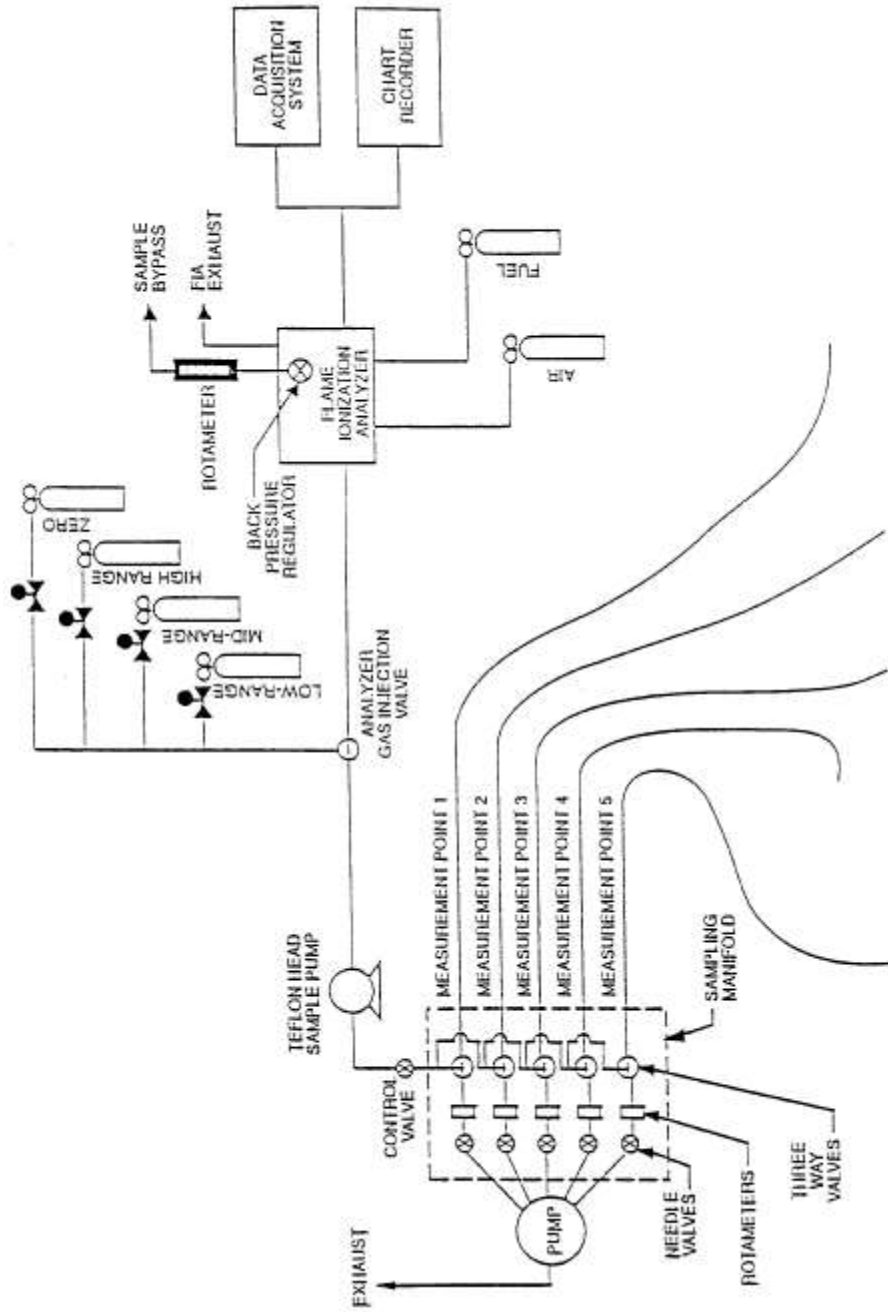 DATA
ACQUISITION
SYSTEM
CHART
RECORDER
SAMPLE
BYPASS
FIA
EXHAUST
ROTAMETER
FLAME
IONIZATION
ANALYZER
BACK
PRESSURE
REGULATOR
FUEL
AIR
ZERO
HIGH RANGE
MID-RANGE
LOW-RANGE
ANALYZER
GAS INJECTION
VALVE
TEFLON HEAD
SAMPLE PUMP
CONTROL
VALVE
MEASUREMENT POINT 1
MEASUREMENT POINT 2
MEASUREMENT POINT 3
MEASUREMENT POINT 4
MEASUREMENT POINT 5
SAMPLING
MANIFOLD
EXHAUST
PUMP
NEEDLE
VALVES
ROTAMETERS
THREE
WAY
VALVES